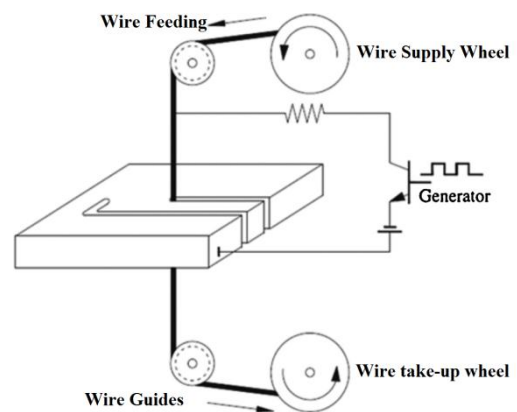 Wire Feeding
Wire Supply Wheel
Generator
Wire take-up wheel
Wire Guides